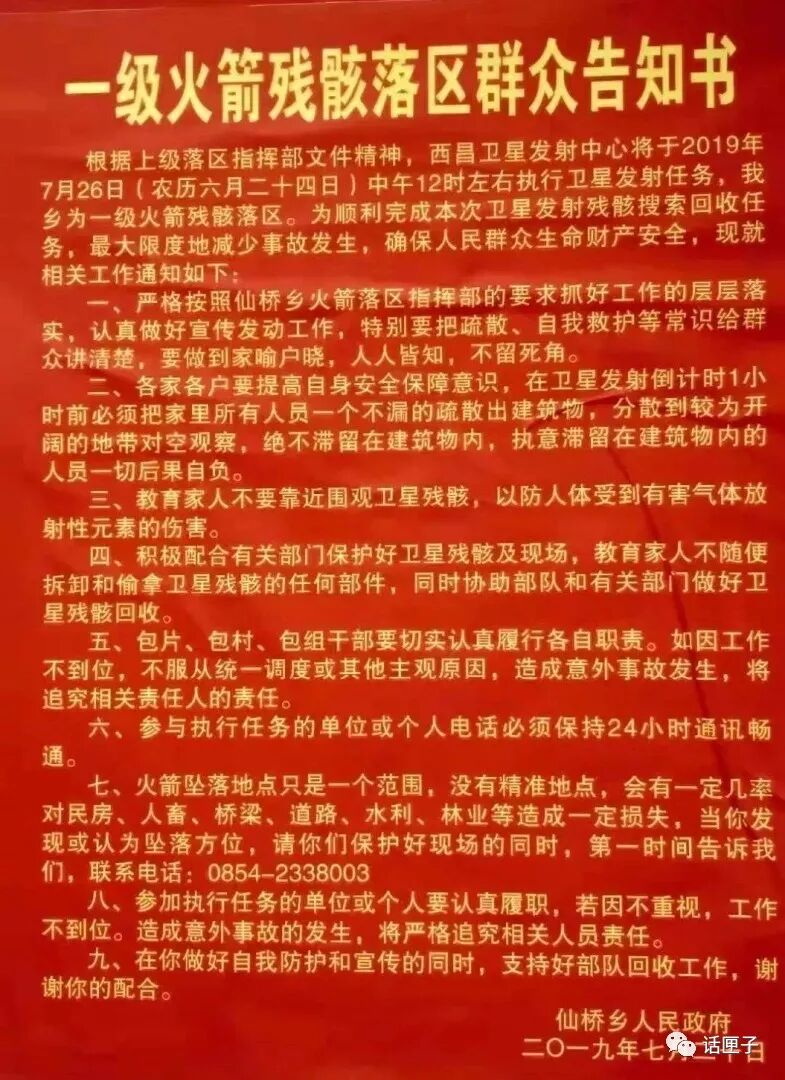 一级火箭残骸落区群众告知书
根据上级落区指挥部文件精神，西昌卫星发射中心将于2019年
7月26日（农历六月二十四日）中午12时左右执行卫星发射任务，我
乡为一级火箭残骸落区。为顺利完成本次卫星发射残骸搜索回收任
务，最大限度地减少事故发生，确保人民群众生命财产安全，现就
相关工作通知如下：
一、严格按照仙桥乡火箭落区指挥部的要求抓好工作的层层落
实，认真做好宣传发动工作，特别要把疏散、自我救护等常识给群
众讲清楚，要做到家喻户晓，人人皆知，不留死角。
二、各家各户要提高自身安全保障意识，在卫星发射倒计时1小
时前必须把家里所有人员一个不漏的疏散出建筑物，分散到较为开
阔的地带对空观察，绝不滞留在建筑物内，执意滞留在建筑物内的
人员一切后果自负。
三、教育家人不要靠近围观卫星残骸，以防人体受到有害气体放
射性元素的伤害。
四、积极配合有关部门保护好卫星残骸及现场，教育家人不随便
拆卸和偷拿卫星残骸的任何部件，同时协助部队和有关部门做好卫
星残骸回收。
五、包片、包村、包组干部要切实认真履行各自职责。如因工作
不到位，不服从统一调度或其他主观原因，造成意外事故发生，将
追究相关责任人的责任。
六、参与执行任务的单位或个人电话必须保持24小时通讯畅
通。
七、火箭坠落地点只是一个范围，没有精准地点，会有一定几率
对民房、人畜、桥梁、道路、水利、林业等造成一定损失，当你发
现或认为坠落方位，请你们保护好现场的同时，第一时间告诉我
们，联系电话：0854-2338003
八、参加执行任务的单位或个人要认真履职，若因不重视，工作
不到位。造成意外事故的发生，将严格追究相关人员责任。
九、在你做好自我防护和宣传的同时，支持好部队回收工作，谢
谢你的配合。
仙桥乡人民政府
二〇一九年七月二十日
话匣子